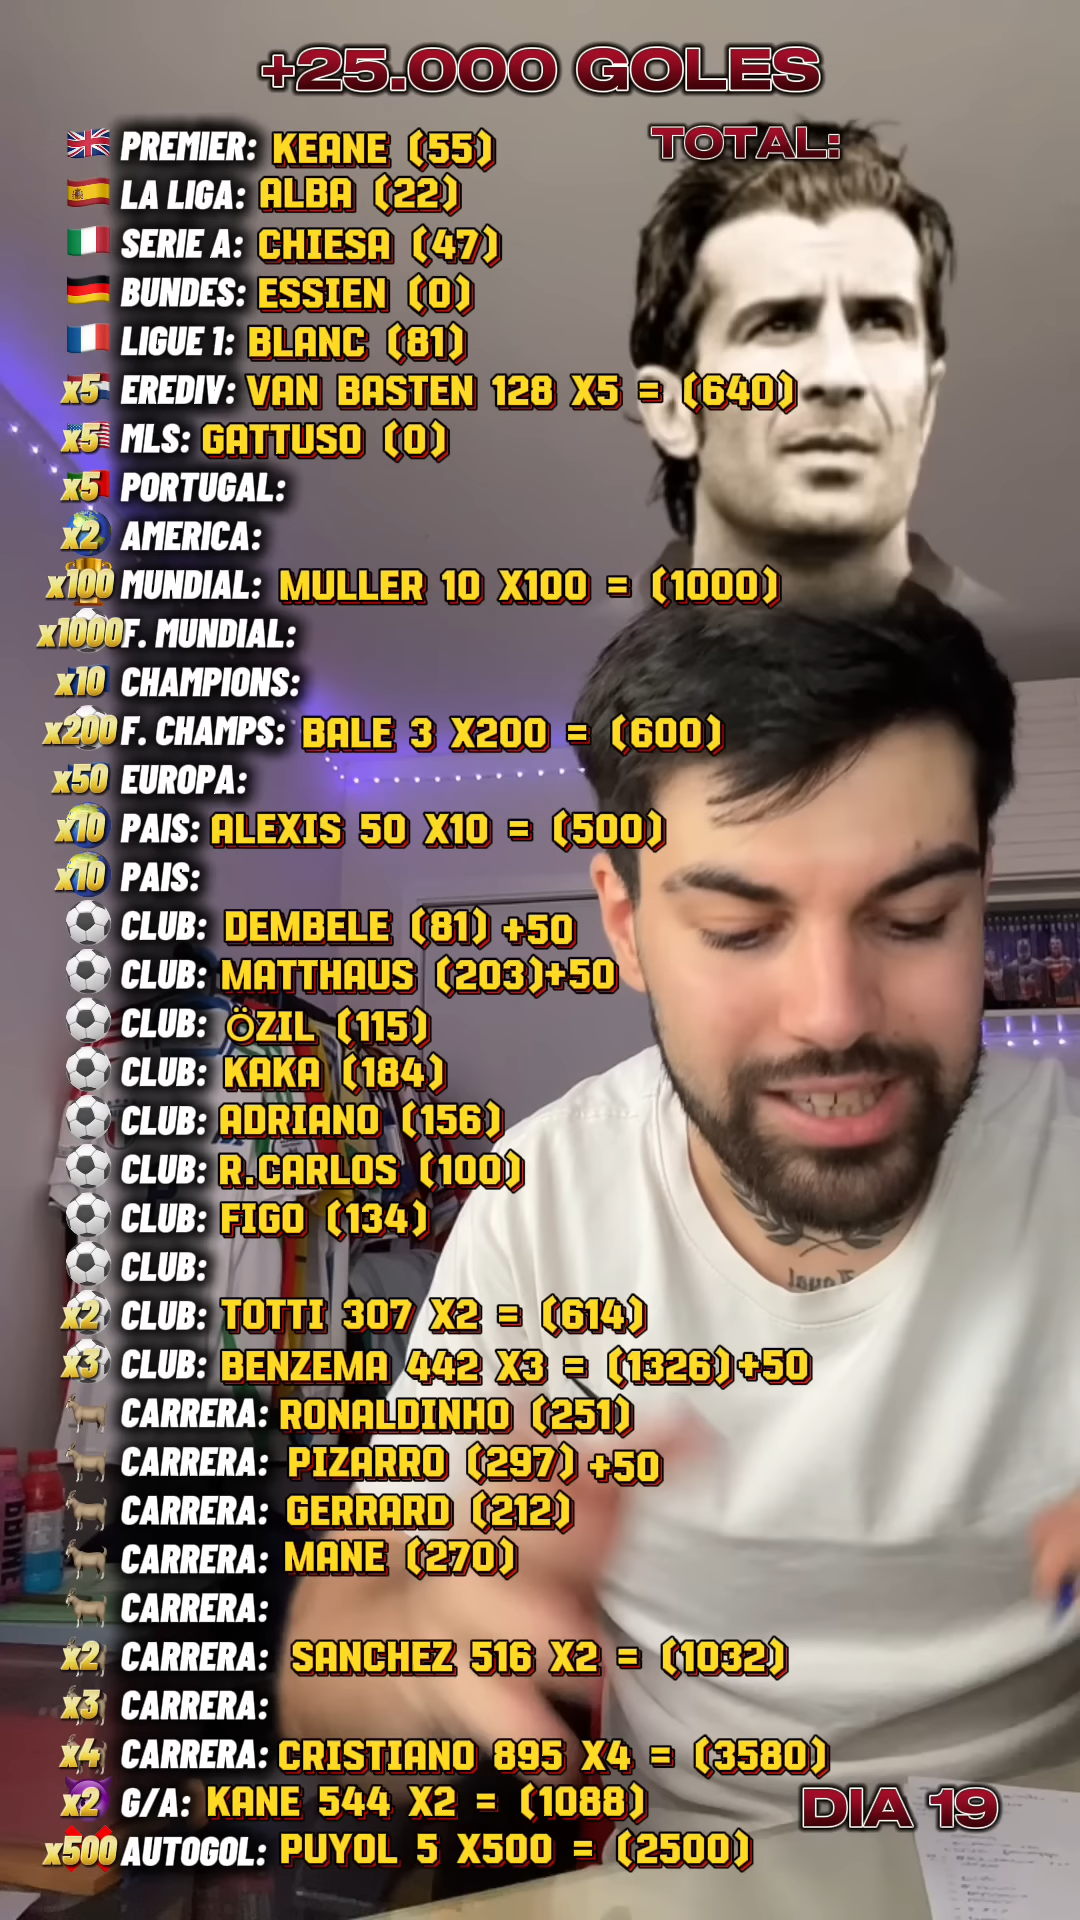 +25.000 GOLES
TOTAL:
PREMIER: KEANE (55)
LA LIGA: ALBA (22)
SERIE A: CHIESA (47)
BUNDES: ESSIEN (0)
LIGUE 1: BLANC (81)
x5 EREDIV: VAN BASTEN 128 X5 = (640)
x5 MLS: GATTUSO (0)
x5 PORTUGAL:
x2 AMERICA:
x100 MUNDIAL: MULLER 10 X100 = (1000)
x1000 F. MUNDIAL:
x10 CHAMPIONS:
x200 F. CHAMPS: BALE 3 X200 = (600)
x50 EUROPA:
x10 PAIS: ALEXIS 50 X10 = (500)
x10 PAIS:
CLUB: DEMBELE (81) +50
CLUB: MATTHAUS (203)+50
CLUB: ÖZIL (115)
CLUB: KAKA (184)
CLUB: ADRIANO (156)
CLUB: R.CARLOS (100)
CLUB: FIGO (134)
CLUB:
x2 CLUB: TOTTI 307 X2 = (614)
x3 CLUB: BENZEMA 442 X3 = (1326)+50
CARRERA: RONALDINHO (251)
CARRERA: PIZARRO (297) +50
CARRERA: GERRARD (212)
CARRERA: MANE (270)
CARRERA:
x2 CARRERA: SANCHEZ 516 X2 = (1032)
x3 CARRERA:
x4 CARRERA: CRISTIANO 895 X4 = (3580)
x2 G/A: KANE 544 X2 = (1088)
DIA 19
x500 AUTOGOL: PUYOL 5 X500 = (2500)